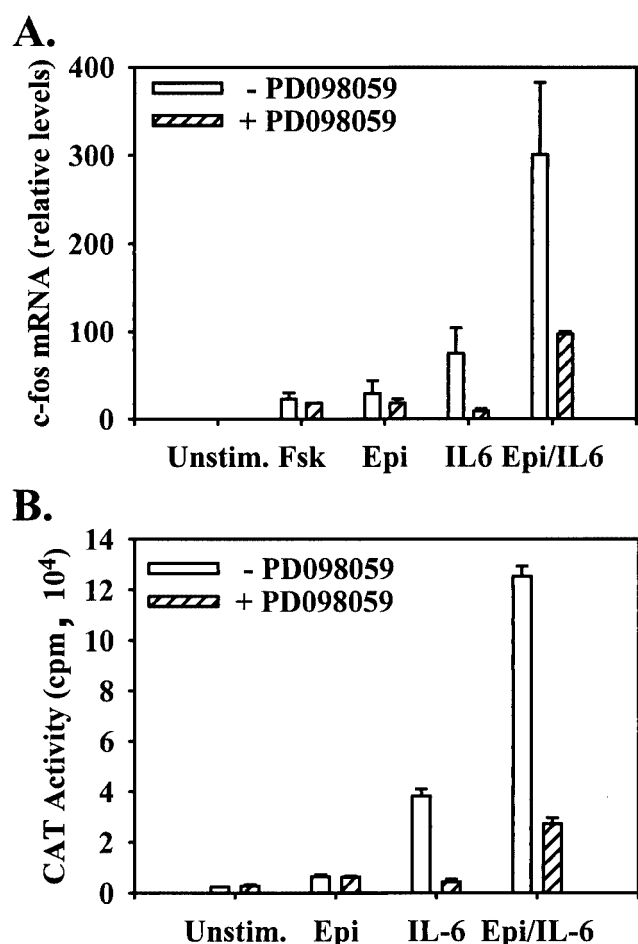 A.
c-fos mRNA (relative levels)
400
300
200
100
0
- PD098059
+ PD098059
Unstim. Fsk Epi IL6 Epi/IL6
B.
CAT Activity (cpm, 10⁴)
14
12
10
8
6
4
2
0
- PD098059
+ PD098059
Unstim. Epi IL-6 Epi/IL-6